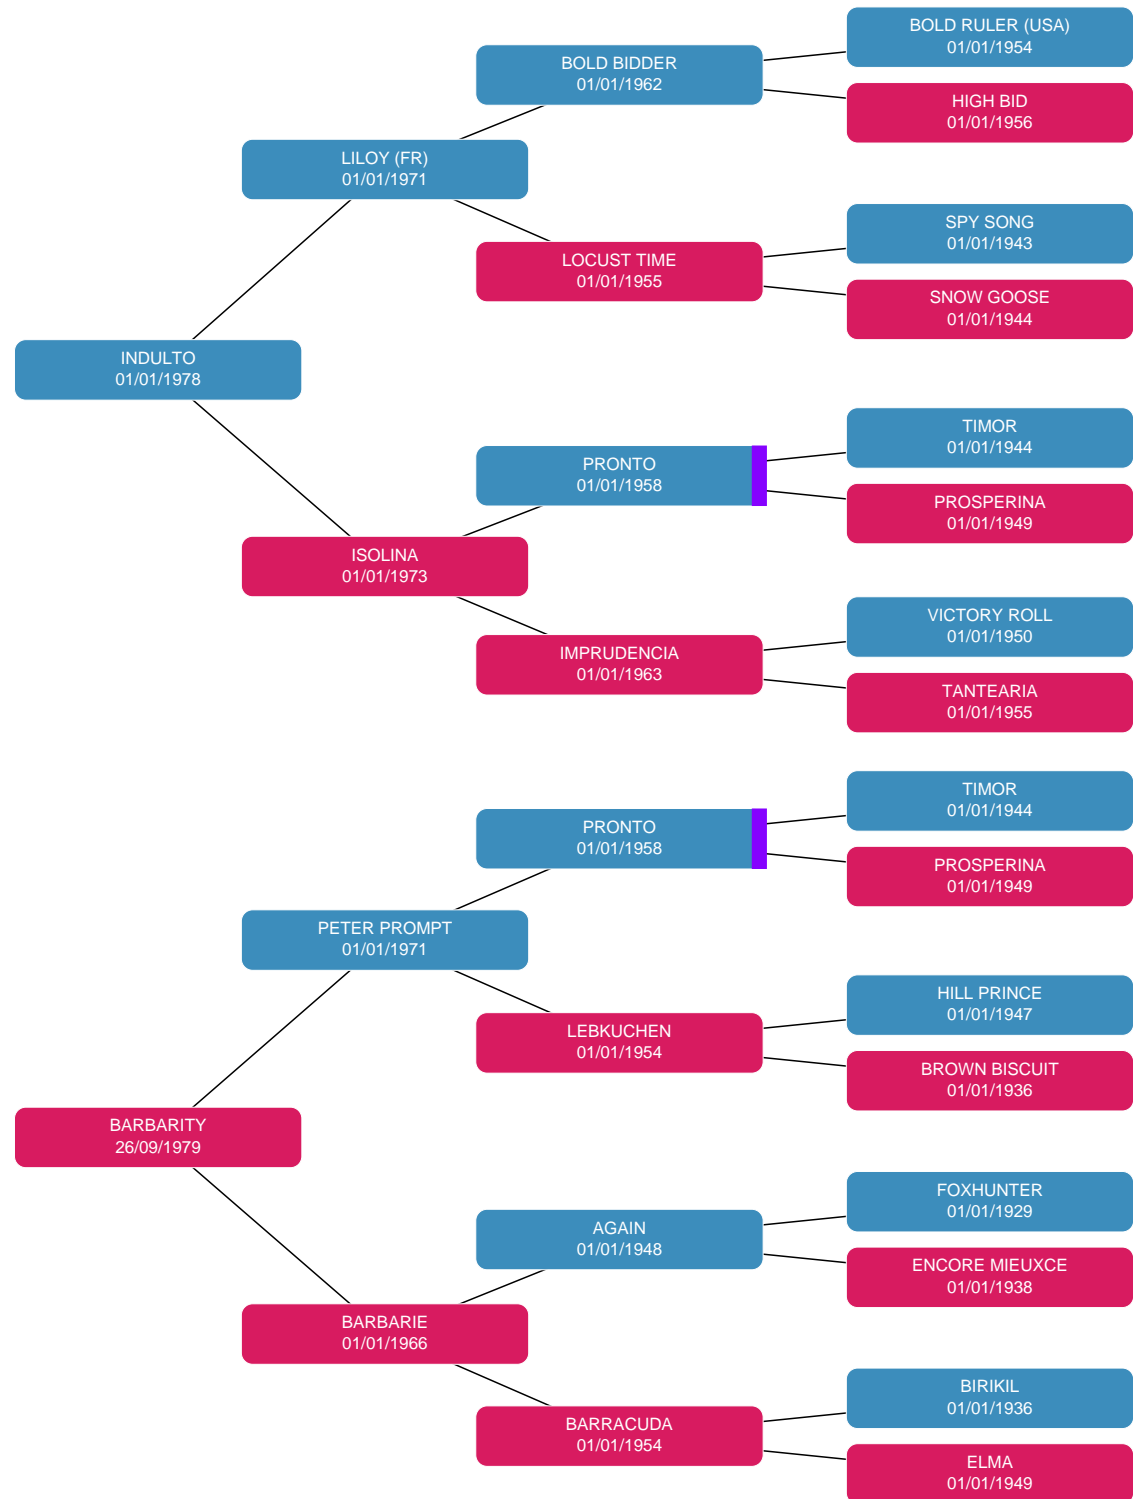 BOLD RULER (USA)
01/01/1954
BOLD BIDDER
01/01/1962
HIGH BID
01/01/1956
LILOY (FR)
01/01/1971
SPY SONG
01/01/1943
LOCUST TIME
01/01/1955
SNOW GOOSE
01/01/1944
INDULTO
01/01/1978
TIMOR
01/01/1944
PRONTO
01/01/1958
PROSPERINA
01/01/1949
ISOLINA
01/01/1973
VICTORY ROLL
01/01/1950
IMPRUDENCIA
01/01/1963
TANTEARIA
01/01/1955
TIMOR
01/01/1944
PRONTO
01/01/1958
PROSPERINA
01/01/1949
PETER PROMPT
01/01/1971
HILL PRINCE
01/01/1947
LEBKUCHEN
01/01/1954
BROWN BISCUIT
01/01/1936
BARBARITY
26/09/1979
FOXHUNTER
01/01/1929
AGAIN
01/01/1948
ENCORE MIEUXCE
01/01/1938
BARBARIE
01/01/1966
BIRIKIL
01/01/1936
BARRACUDA
01/01/1954
ELMA
01/01/1949